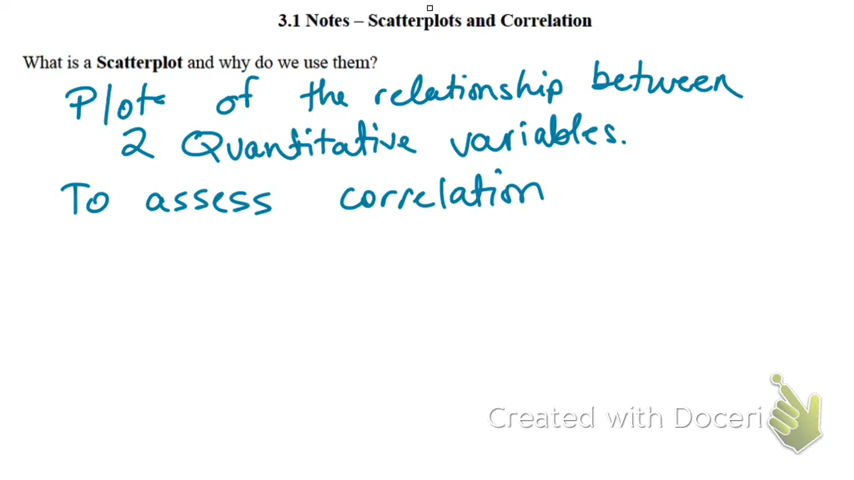 3.1 Notes – Scatterplots and Correlation
What is a Scatterplot and why do we use them?
Plots of the relationship between
2 Quantitative variables.
To assess correlation
Created with Doceri